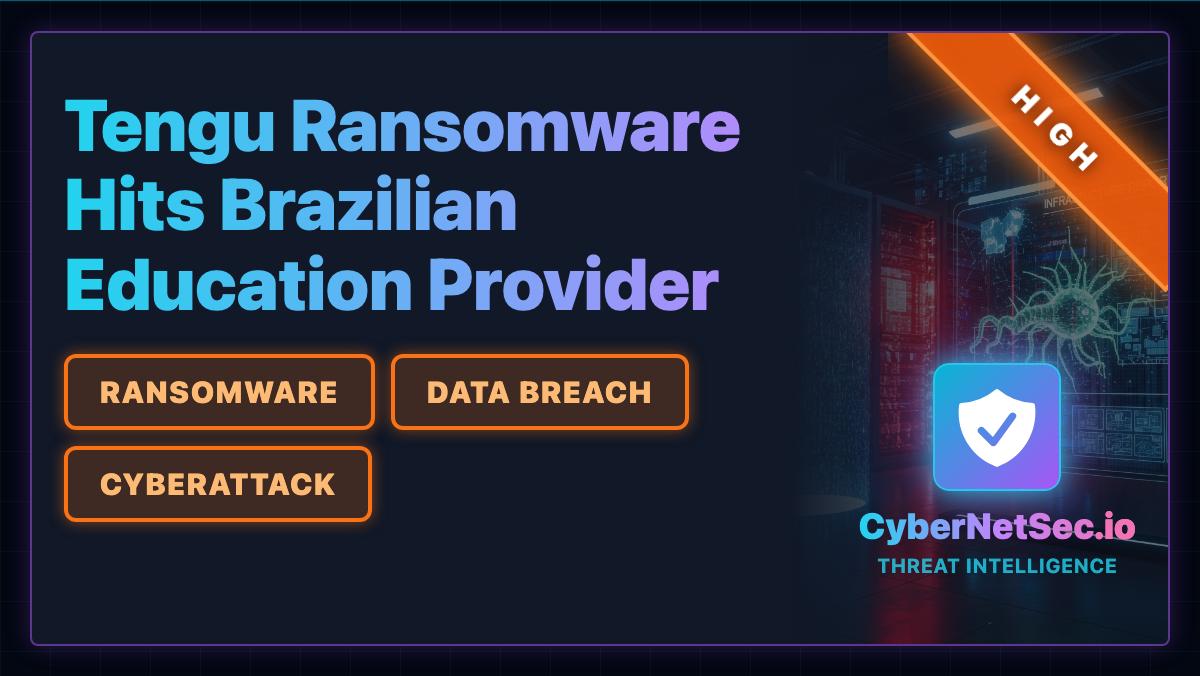 Tengu Ransomware
Hits Brazilian
Education Provider
HIGH
RANSOMWARE
DATA BREACH
CYBERATTACK
CyberNetSec.io
THREAT INTELLIGENCE